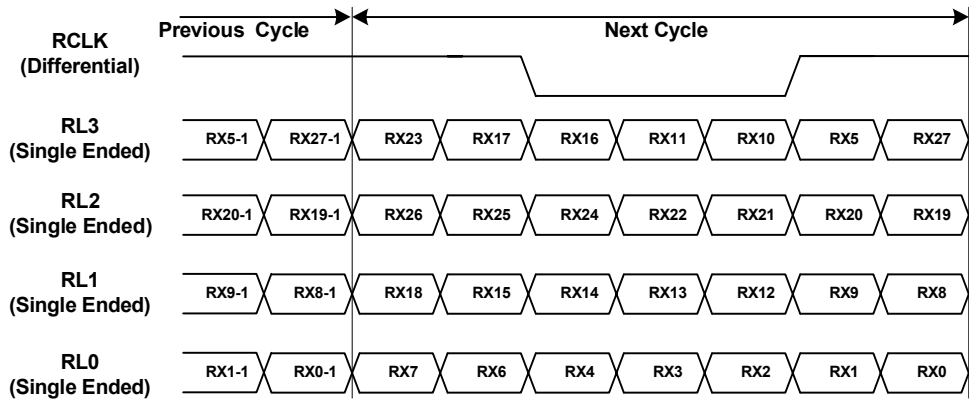 Previous Cycle
Next Cycle
RCLK
(Differential)
RL3
(Single Ended)
RX5-1 RX27-1 RX23 RX17 RX16 RX11 RX10 RX5 RX27
RL2
(Single Ended)
RX20-1 RX19-1 RX26 RX25 RX24 RX22 RX21 RX20 RX19
RL1
(Single Ended)
RX9-1 RX8-1 RX18 RX15 RX14 RX13 RX12 RX9 RX8
RL0
(Single Ended)
RX1-1 RX0-1 RX7 RX6 RX4 RX3 RX2 RX1 RX0